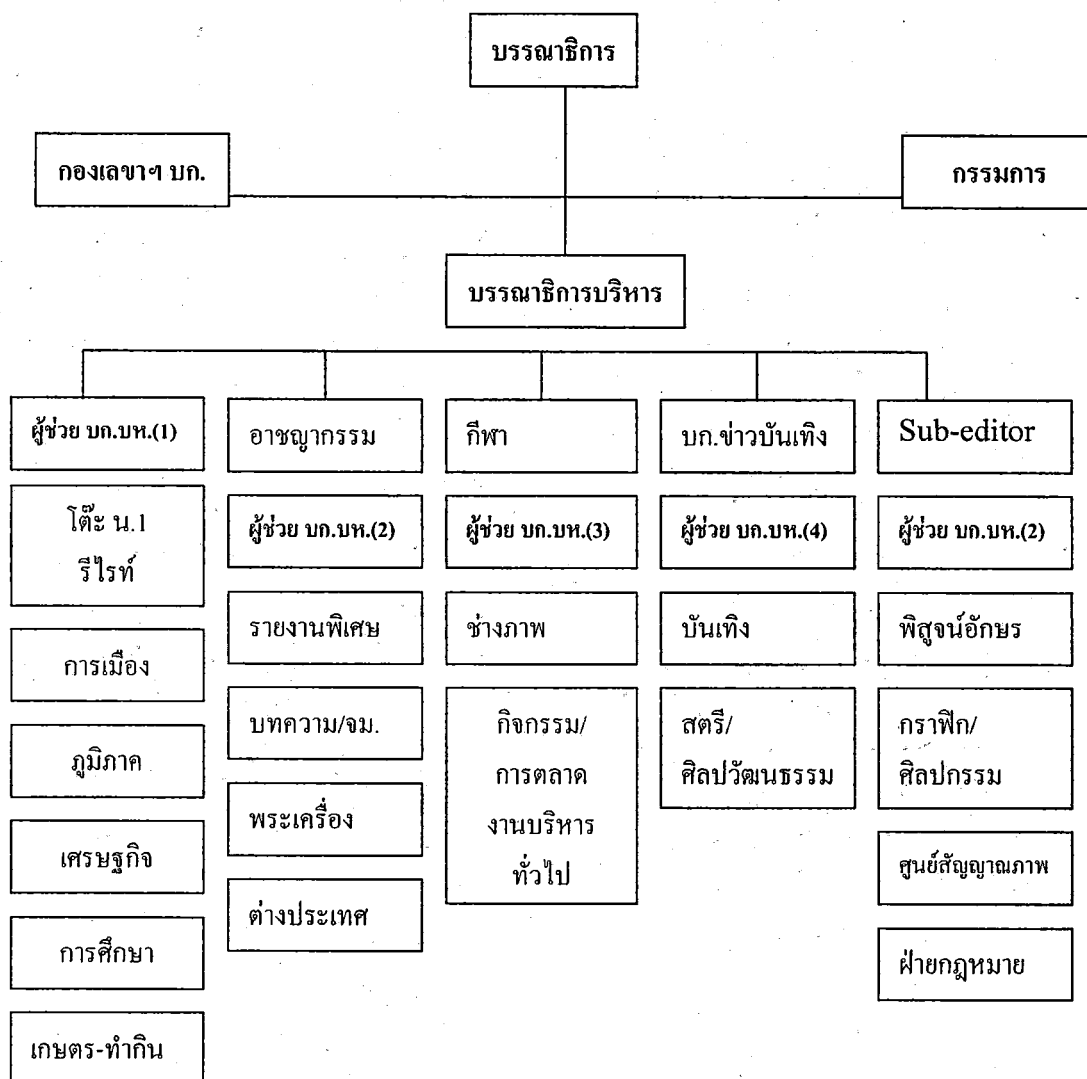 บรรณาธิการ
กองเลขาฯ บก.
กรรมการ
บรรณาธิการบริหาร
ผู้ช่วย บก.บห.(1)
โต๊ะ น.1
รีไรท์
การเมือง
ภูมิภาค
เศรษฐกิจ
การศึกษา
เกษตร-ทำกิน
อาชญากรรม
ผู้ช่วย บก.บห.(2)
รายงานพิเศษ
บทความ/จม.
พระเครื่อง
ต่างประเทศ
กีฬา
ผู้ช่วย บก.บห.(3)
ช่างภาพ
กิจกรรม/
การตลาด
งานบริหาร
ทั่วไป
บก.ข่าวบันเทิง
ผู้ช่วย บก.บห.(4)
บันเทิง
สตรี/
ศิลปวัฒนธรรม
Sub-editor
ผู้ช่วย บก.บห.(2)
พิสูจน์อักษร
กราฟิก/
ศิลปกรรม
ศูนย์สัญญาณภาพ
ฝ่ายกฎหมาย